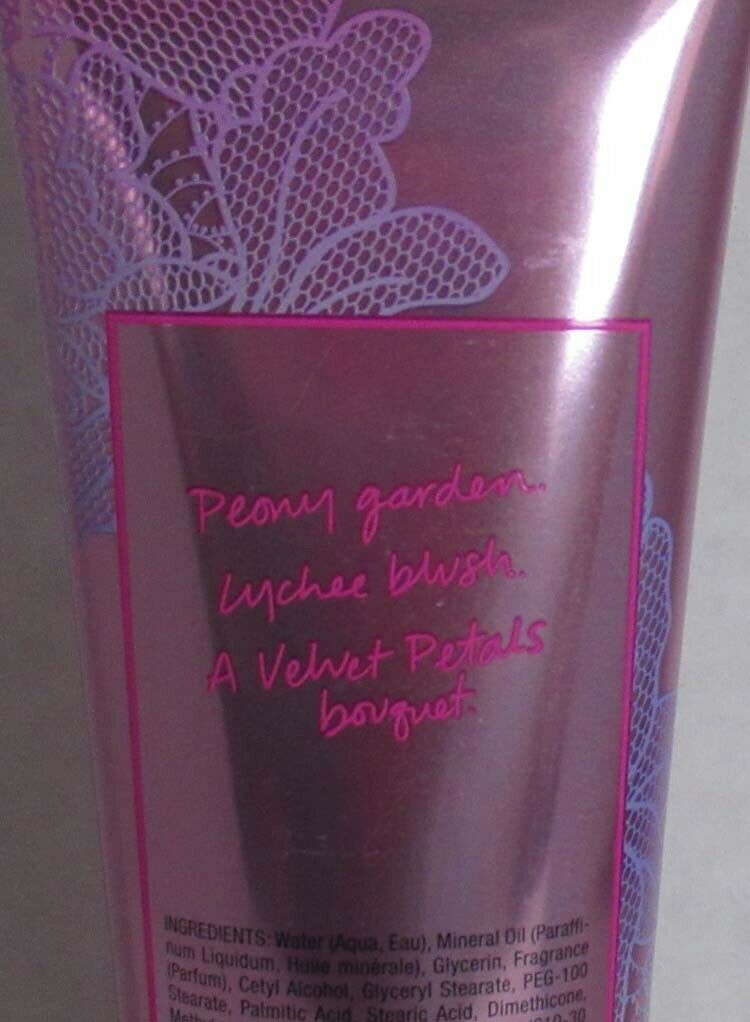 Peony garden.
Lychee blush.
A Velvet Petals
bouquet.
INGREDIENTS: Water (Aqua, Eau), Mineral Oil (Paraffi-
num Liquidum, Huile minérale), Glycerin, Fragrance
(Parfum), Cetyl Alcohol, Glyceryl Stearate, PEG-100
Stearate, Palmitic Acid, Stearic Acid, Dimethicone,